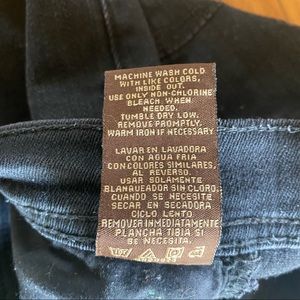 MACHINE WASH COLD
WITH LIKE COLORS,
INSIDE OUT.
USE ONLY NON-CHLORINE
BLEACH WHEN
NEEDED.
TUMBLE DRY LOW.
REMOVE PROMPTLY.
WARM IRON IF NECESSARY
LAVAR EN LAVADORA
CON AGUA FRIA
CON COLORES SIMILARES,
AL REVERSO.
USAR SOLAMENTE
BLANQUEADOR SIN CLORO
CUANDO SE NECESITE
SECAR EN SECADORA
CICLO LENTO
REMOVER INMEDIATAMENTE
PLANCHA TIBIA SI
SE NECESITA.